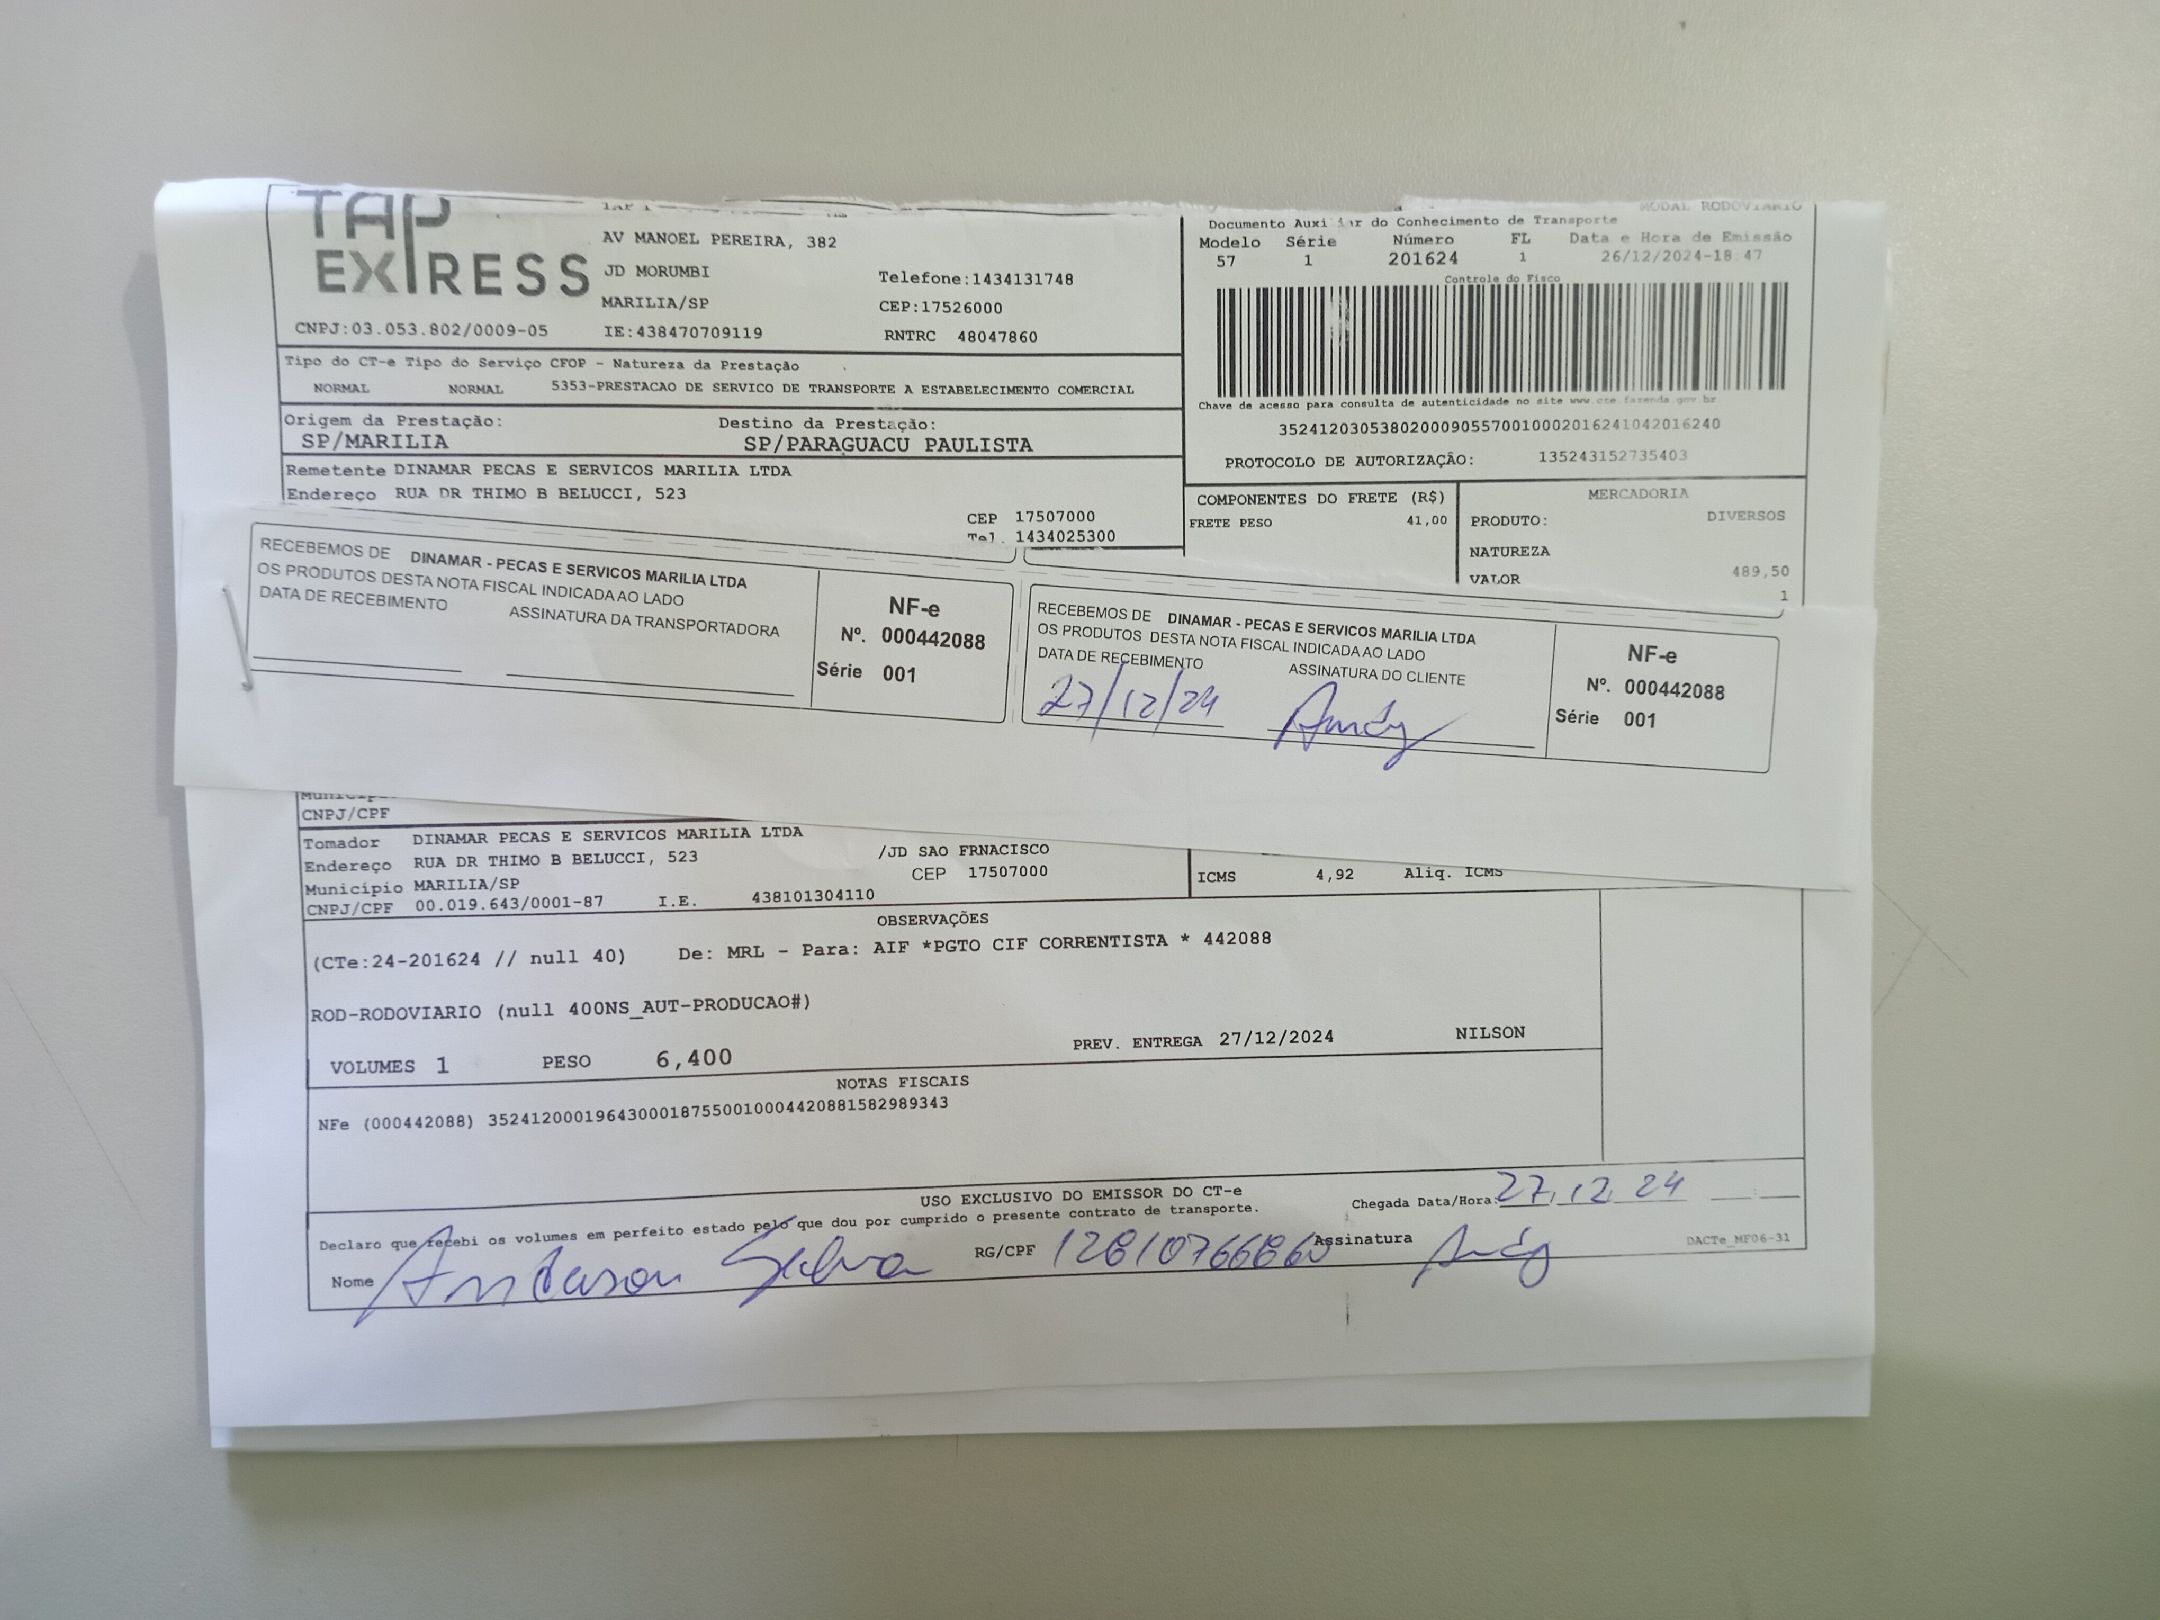 TAP EXPRESS
AV MANOEL PEREIRA, 382
JD MORUMBI
Telefone:1434131748
MARILIA/SP
CEP:17526000
CNPJ:03.053.802/0009-05 IE:438470709119 RNTRC 48047860
MODAL RODOVIARIO
Documento Auxiliar do Conhecimento de Transporte
Modelo Série Número FL Data e Hora de Emissão
57 1 201624 1 26/12/2024-18:47
Controle do Fisco
Chave de acesso para consulta de autenticidade no site www.cte.fazenda.gov.br
35241203053802000905570010002016241042016240
PROTOCOLO DE AUTORIZAÇÃO: 135243152735403
Tipo do CT-e Tipo do Serviço CFOP - Natureza da Prestação
NORMAL NORMAL 5353-PRESTACAO DE SERVICO DE TRANSPORTE A ESTABELECIMENTO COMERCIAL
Origem da Prestação: Destino da Prestação:
SP/MARILIA SP/PARAGUACU PAULISTA
Remetente DINAMAR PECAS E SERVICOS MARILIA LTDA
Endereço RUA DR THIMO B BELUCCI, 523
CEP 17507000
Tel. 1434025300
COMPONENTES DO FRETE (R$)
FRETE PESO 41,00
MERCADORIA
PRODUTO: DIVERSOS
NATUREZA
VALOR 489,50
1
RECEBEMOS DE DINAMAR - PECAS E SERVICOS MARILIA LTDA
OS PRODUTOS DESTA NOTA FISCAL INDICADA AO LADO
DATA DE RECEBIMENTO ASSINATURA DA TRANSPORTADORA
NF-e
Nº. 000442088
Série 001
RECEBEMOS DE DINAMAR - PECAS E SERVICOS MARILIA LTDA
OS PRODUTOS DESTA NOTA FISCAL INDICADA AO LADO
DATA DE RECEBIMENTO ASSINATURA DO CLIENTE
27/12/24 Andy
NF-e
Nº. 000442088
Série 001
CNPJ/CPF
Tomador DINAMAR PECAS E SERVICOS MARILIA LTDA
Endereço RUA DR THIMO B BELUCCI, 523 /JD SAO FRNACISCO
Município MARILIA/SP CEP 17507000
CNPJ/CPF 00.019.643/0001-87 I.E. 438101304110
ICMS 4,92 Aliq. ICMS
OBSERVAÇÕES
(CTe:24-201624 // null 40) De: MRL - Para: AIF *PGTO CIF CORRENTISTA * 442088
ROD-RODOVIARIO (null 400NS_AUT-PRODUCAO#)
VOLUMES 1 PESO 6,400 PREV. ENTREGA 27/12/2024 NILSON
NOTAS FISCAIS
NFe (000442088) 35241200019643000187550010004420881582989343
USO EXCLUSIVO DO EMISSOR DO CT-e
Declaro que recebi os volumes em perfeito estado pelo que dou por cumprido o presente contrato de transporte.
Chegada Data/Hora: 27.12.24
Nome Anderson Silva RG/CPF 12810766860 Assinatura Andy
DACTe_MF06-31